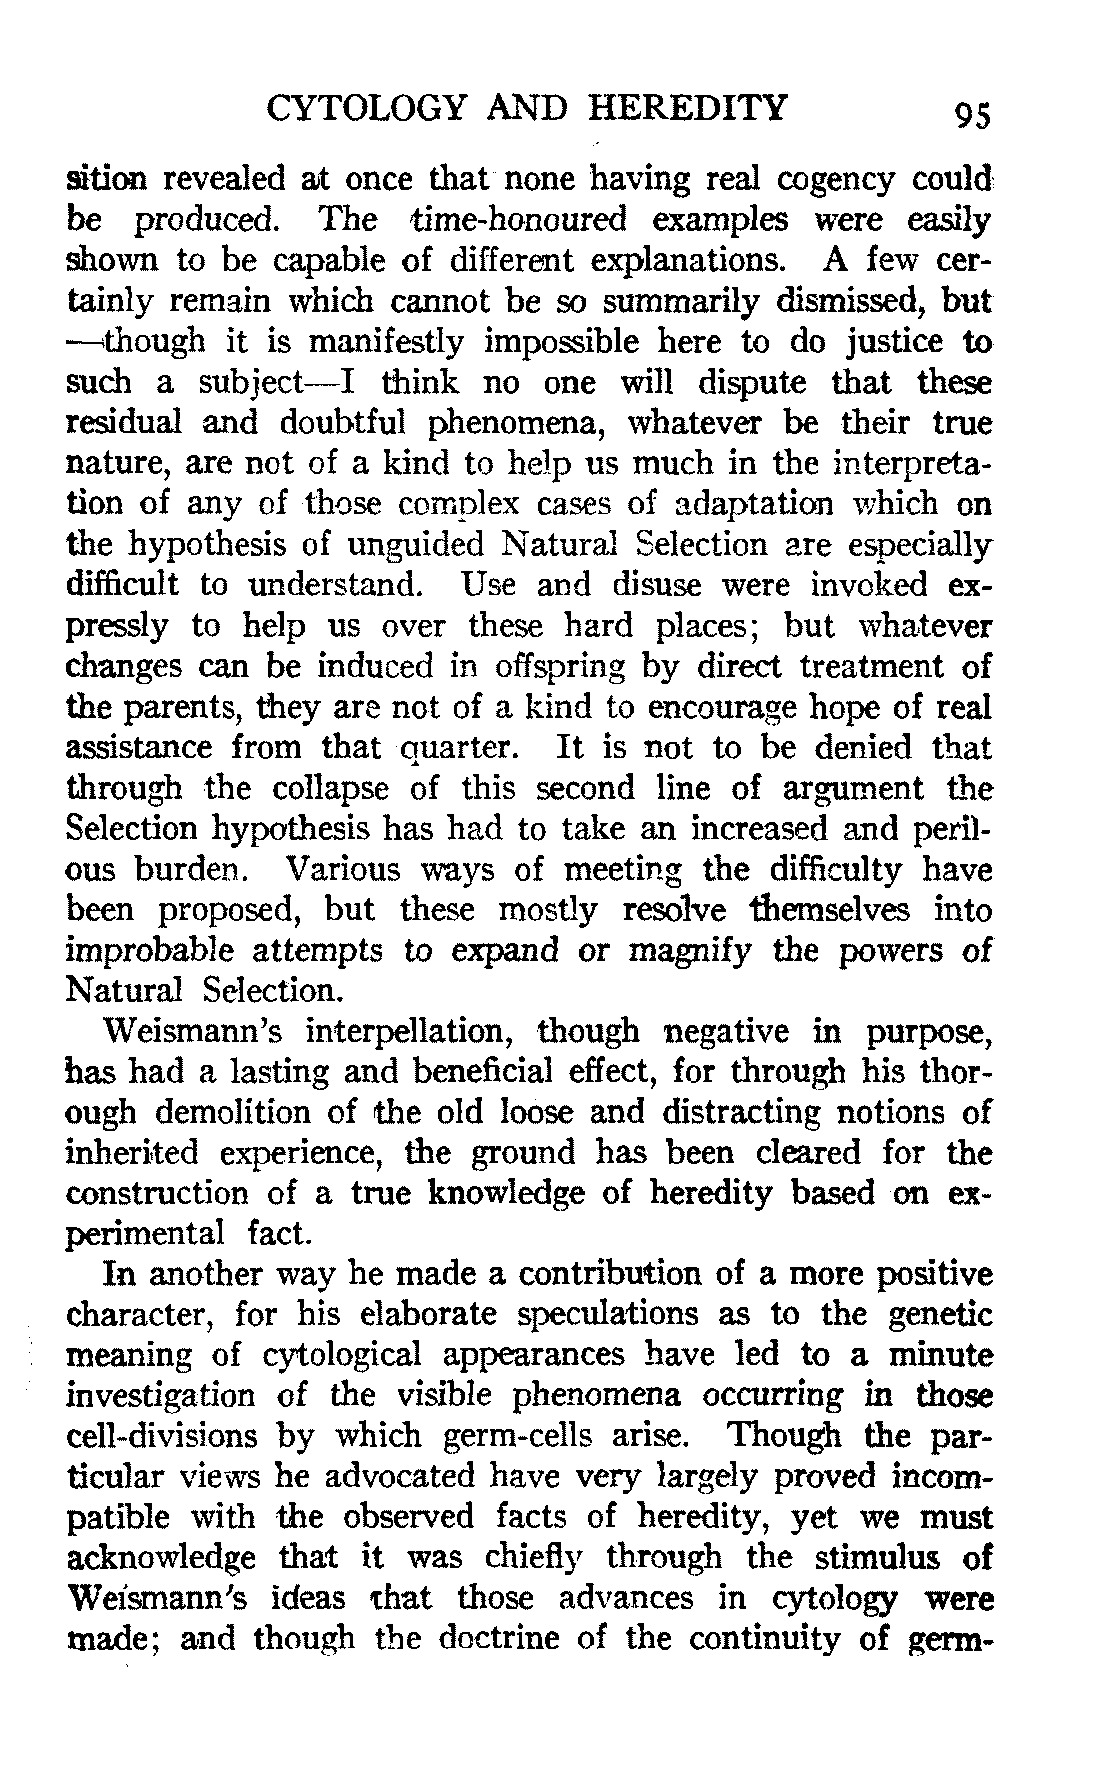 CYTOLOGY AND HEREDITY 95
sition revealed at once that none having real cogency could
be produced. The time-honoured examples were easily
shown to be capable of different explanations. A few cer-
tainly remain which cannot be so summarily dismissed, but
—though it is manifestly impossible here to do justice to
such a subject—I think no one will dispute that these
residual and doubtful phenomena, whatever be their true
nature, are not of a kind to help us much in the interpreta-
tion of any of those complex cases of adaptation which on
the hypothesis of unguided Natural Selection are especially
difficult to understand. Use and disuse were invoked ex-
pressly to help us over these hard places; but whatever
changes can be induced in offspring by direct treatment of
the parents, they are not of a kind to encourage hope of real
assistance from that quarter. It is not to be denied that
through the collapse of this second line of argument the
Selection hypothesis has had to take an increased and peril-
ous burden. Various ways of meeting the difficulty have
been proposed, but these mostly resolve themselves into
improbable attempts to expand or magnify the powers of
Natural Selection.
Weismann's interpellation, though negative in purpose,
has had a lasting and beneficial effect, for through his thor-
ough demolition of the old loose and distracting notions of
inherited experience, the ground has been cleared for the
construction of a true knowledge of heredity based on ex-
perimental fact.
In another way he made a contribution of a more positive
character, for his elaborate speculations as to the genetic
meaning of cytological appearances have led to a minute
investigation of the visible phenomena occurring in those
cell-divisions by which germ-cells arise. Though the par-
ticular views he advocated have very largely proved incom-
patible with the observed facts of heredity, yet we must
acknowledge that it was chiefly through the stimulus of
Weismann's ideas that those advances in cytology were
made; and though the doctrine of the continuity of germ-